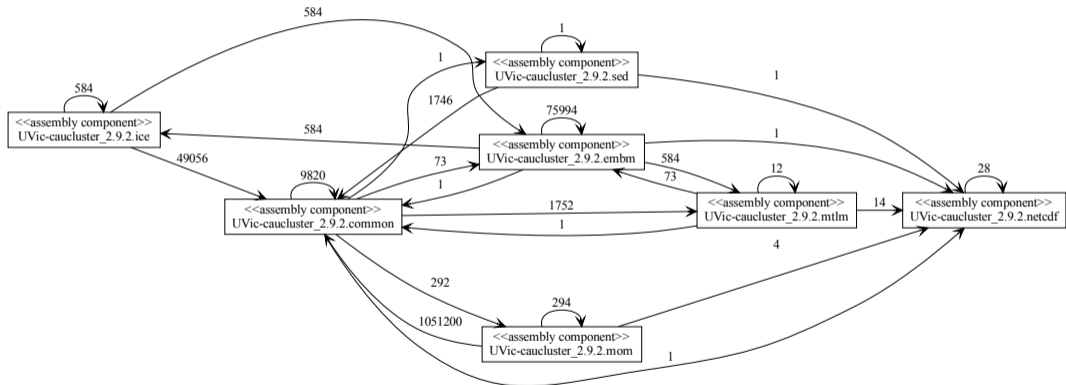 584
1
<<assembly component>>
UVic-caucluster_2.9.2.sed
1
1
584
<<assembly component>>
UVic-caucluster_2.9.2.ice
1746
75994
<<assembly component>>
UVic-caucluster_2.9.2.embm
584
1
49056
73
584
73
1
12
<<assembly component>>
UVic-caucluster_2.9.2.mtlm
28
<<assembly component>>
UVic-caucluster_2.9.2.netcdf
9820
<<assembly component>>
UVic-caucluster_2.9.2.common
1752
14
1
4
292
1051200
294
<<assembly component>>
UVic-caucluster_2.9.2.mom
1